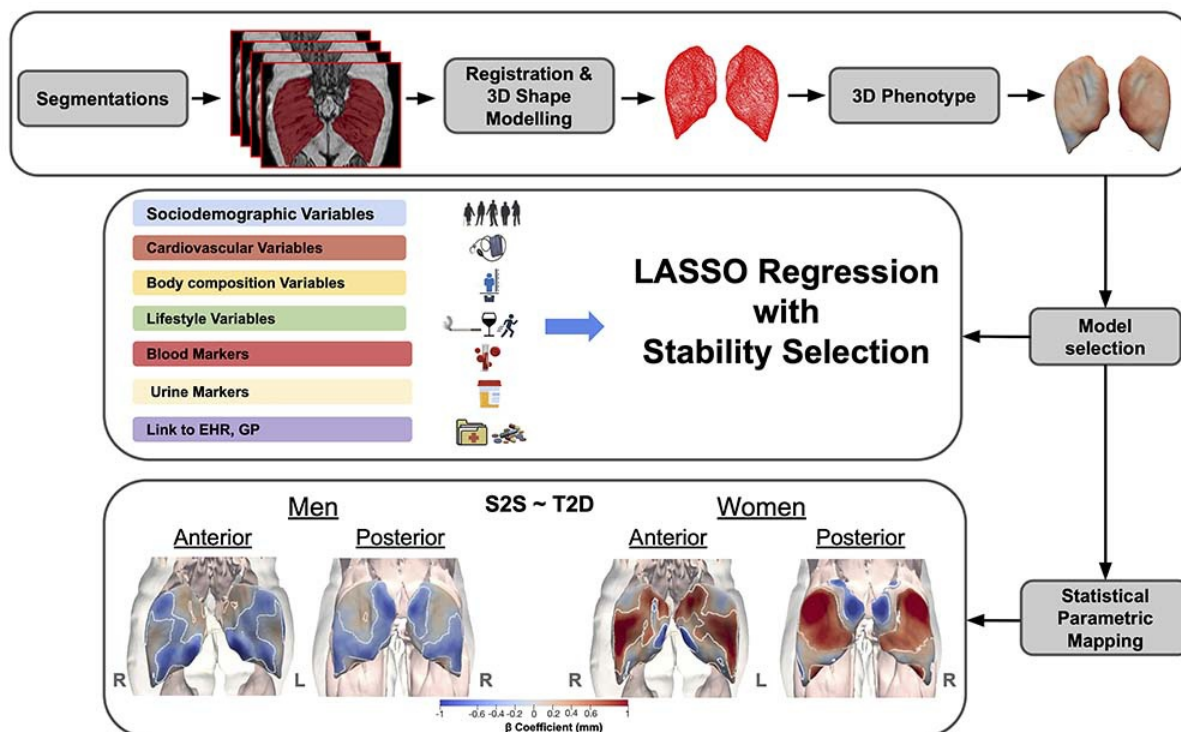 Segmentations
Registration &
3D Shape
Modelling
3D Phenotype
Sociodemographic Variables
Cardiovascular Variables
Body composition Variables
Lifestyle Variables
Blood Markers
Urine Markers
Link to EHR, GP
LASSO Regression
with
Stability Selection
Model
selection
S2S ~ T2D
Men
Women
Anterior
Posterior
Anterior
Posterior
R
L
R
R
L
R
Statistical
Parametric
Mapping
-1
-0.6
-0.4
-0.2
0
0.2
0.4
0.6
1
β Coefficient (mm)